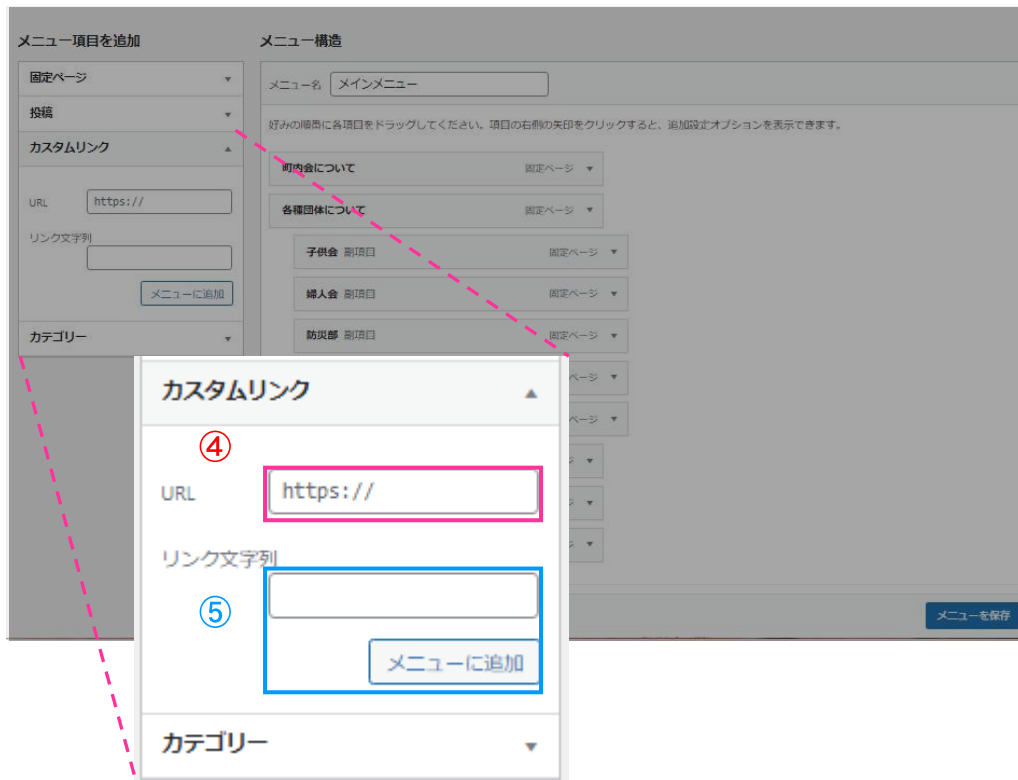 メニュー項目を追加
メニュー構造
固定ページ
投稿
カスタムリンク
URL https://
リンク文字列
メニューに追加
カテゴリー
メニュー名 メインメニュー
好みの順番に各項目をドラッグしてください。項目の右側の矢印をクリックすると、追加設定オプションを表示できます。
町内会について 固定ページ
各種団体について 固定ページ
子供会 副項目 固定ページ
婦人会 副項目 固定ページ
防災部 副項目 固定ページ
ページ
ページ
ジ
ジ
ジ
メニューを保存
カスタムリンク
④
URL https://
リンク文字列
⑤
メニューに追加
カテゴリー